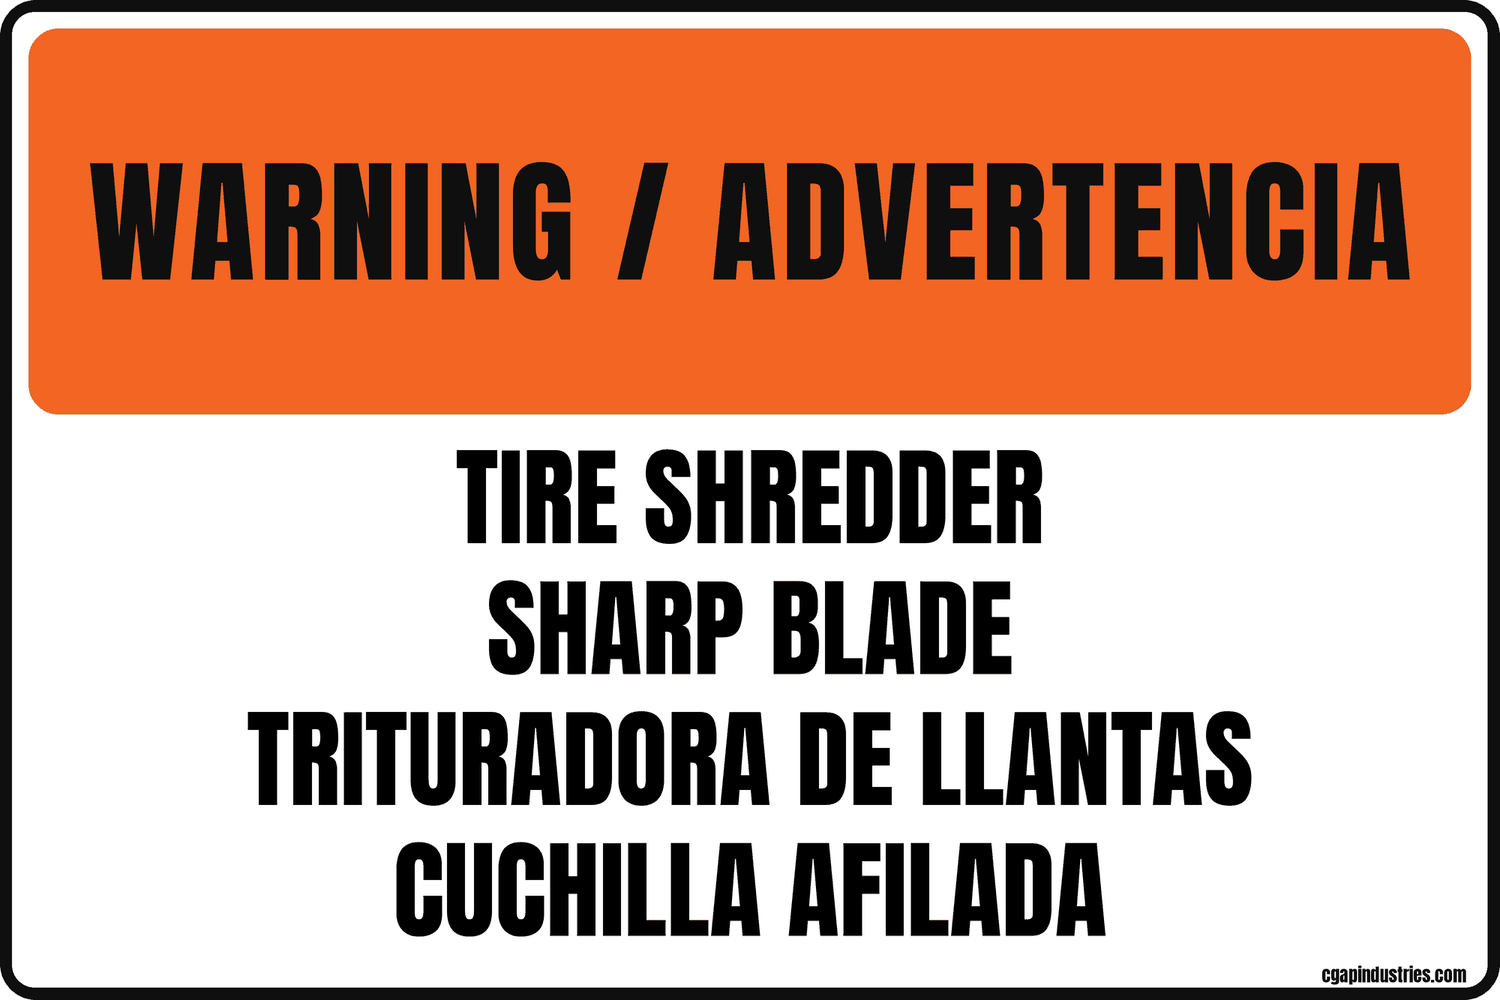 WARNING / ADVERTENCIA
TIRE SHREDDER
SHARP BLADE
TRITURADORA DE LLANTAS
CUCHILLA AFILADA
cgapindustries.com